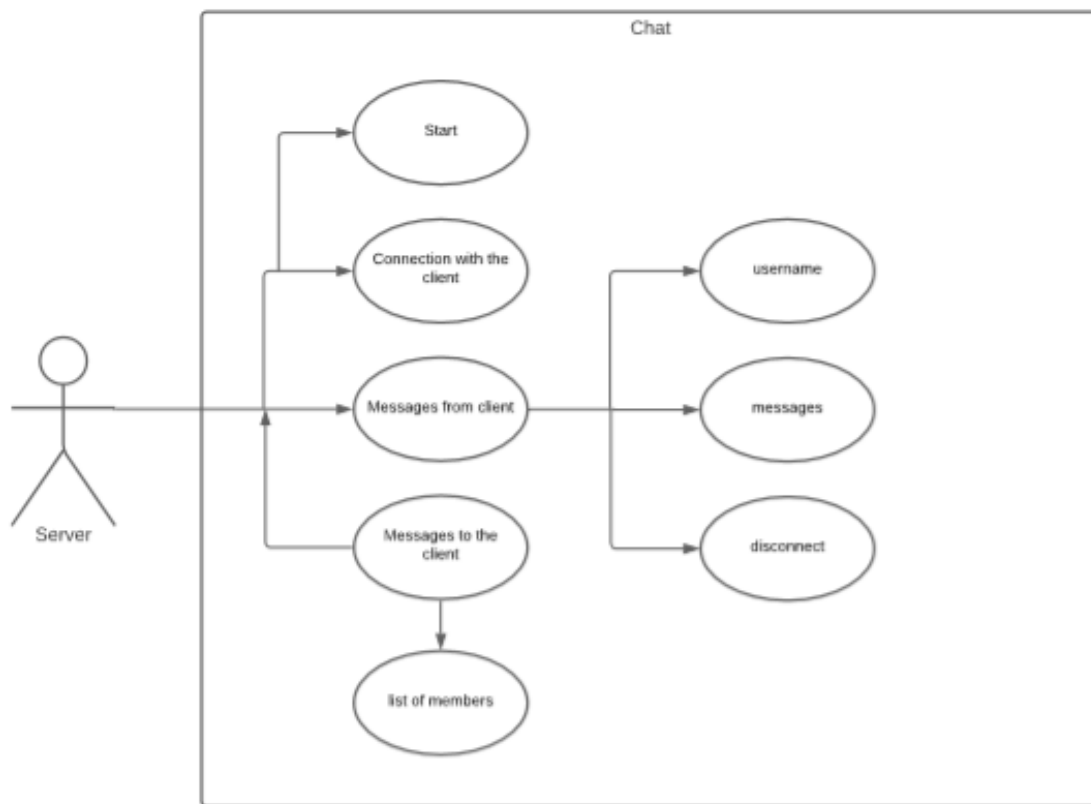 Chat
Start
Connection with the
client
username
Messages from client
messages
Server
Messages to the
client
disconnect
list of members